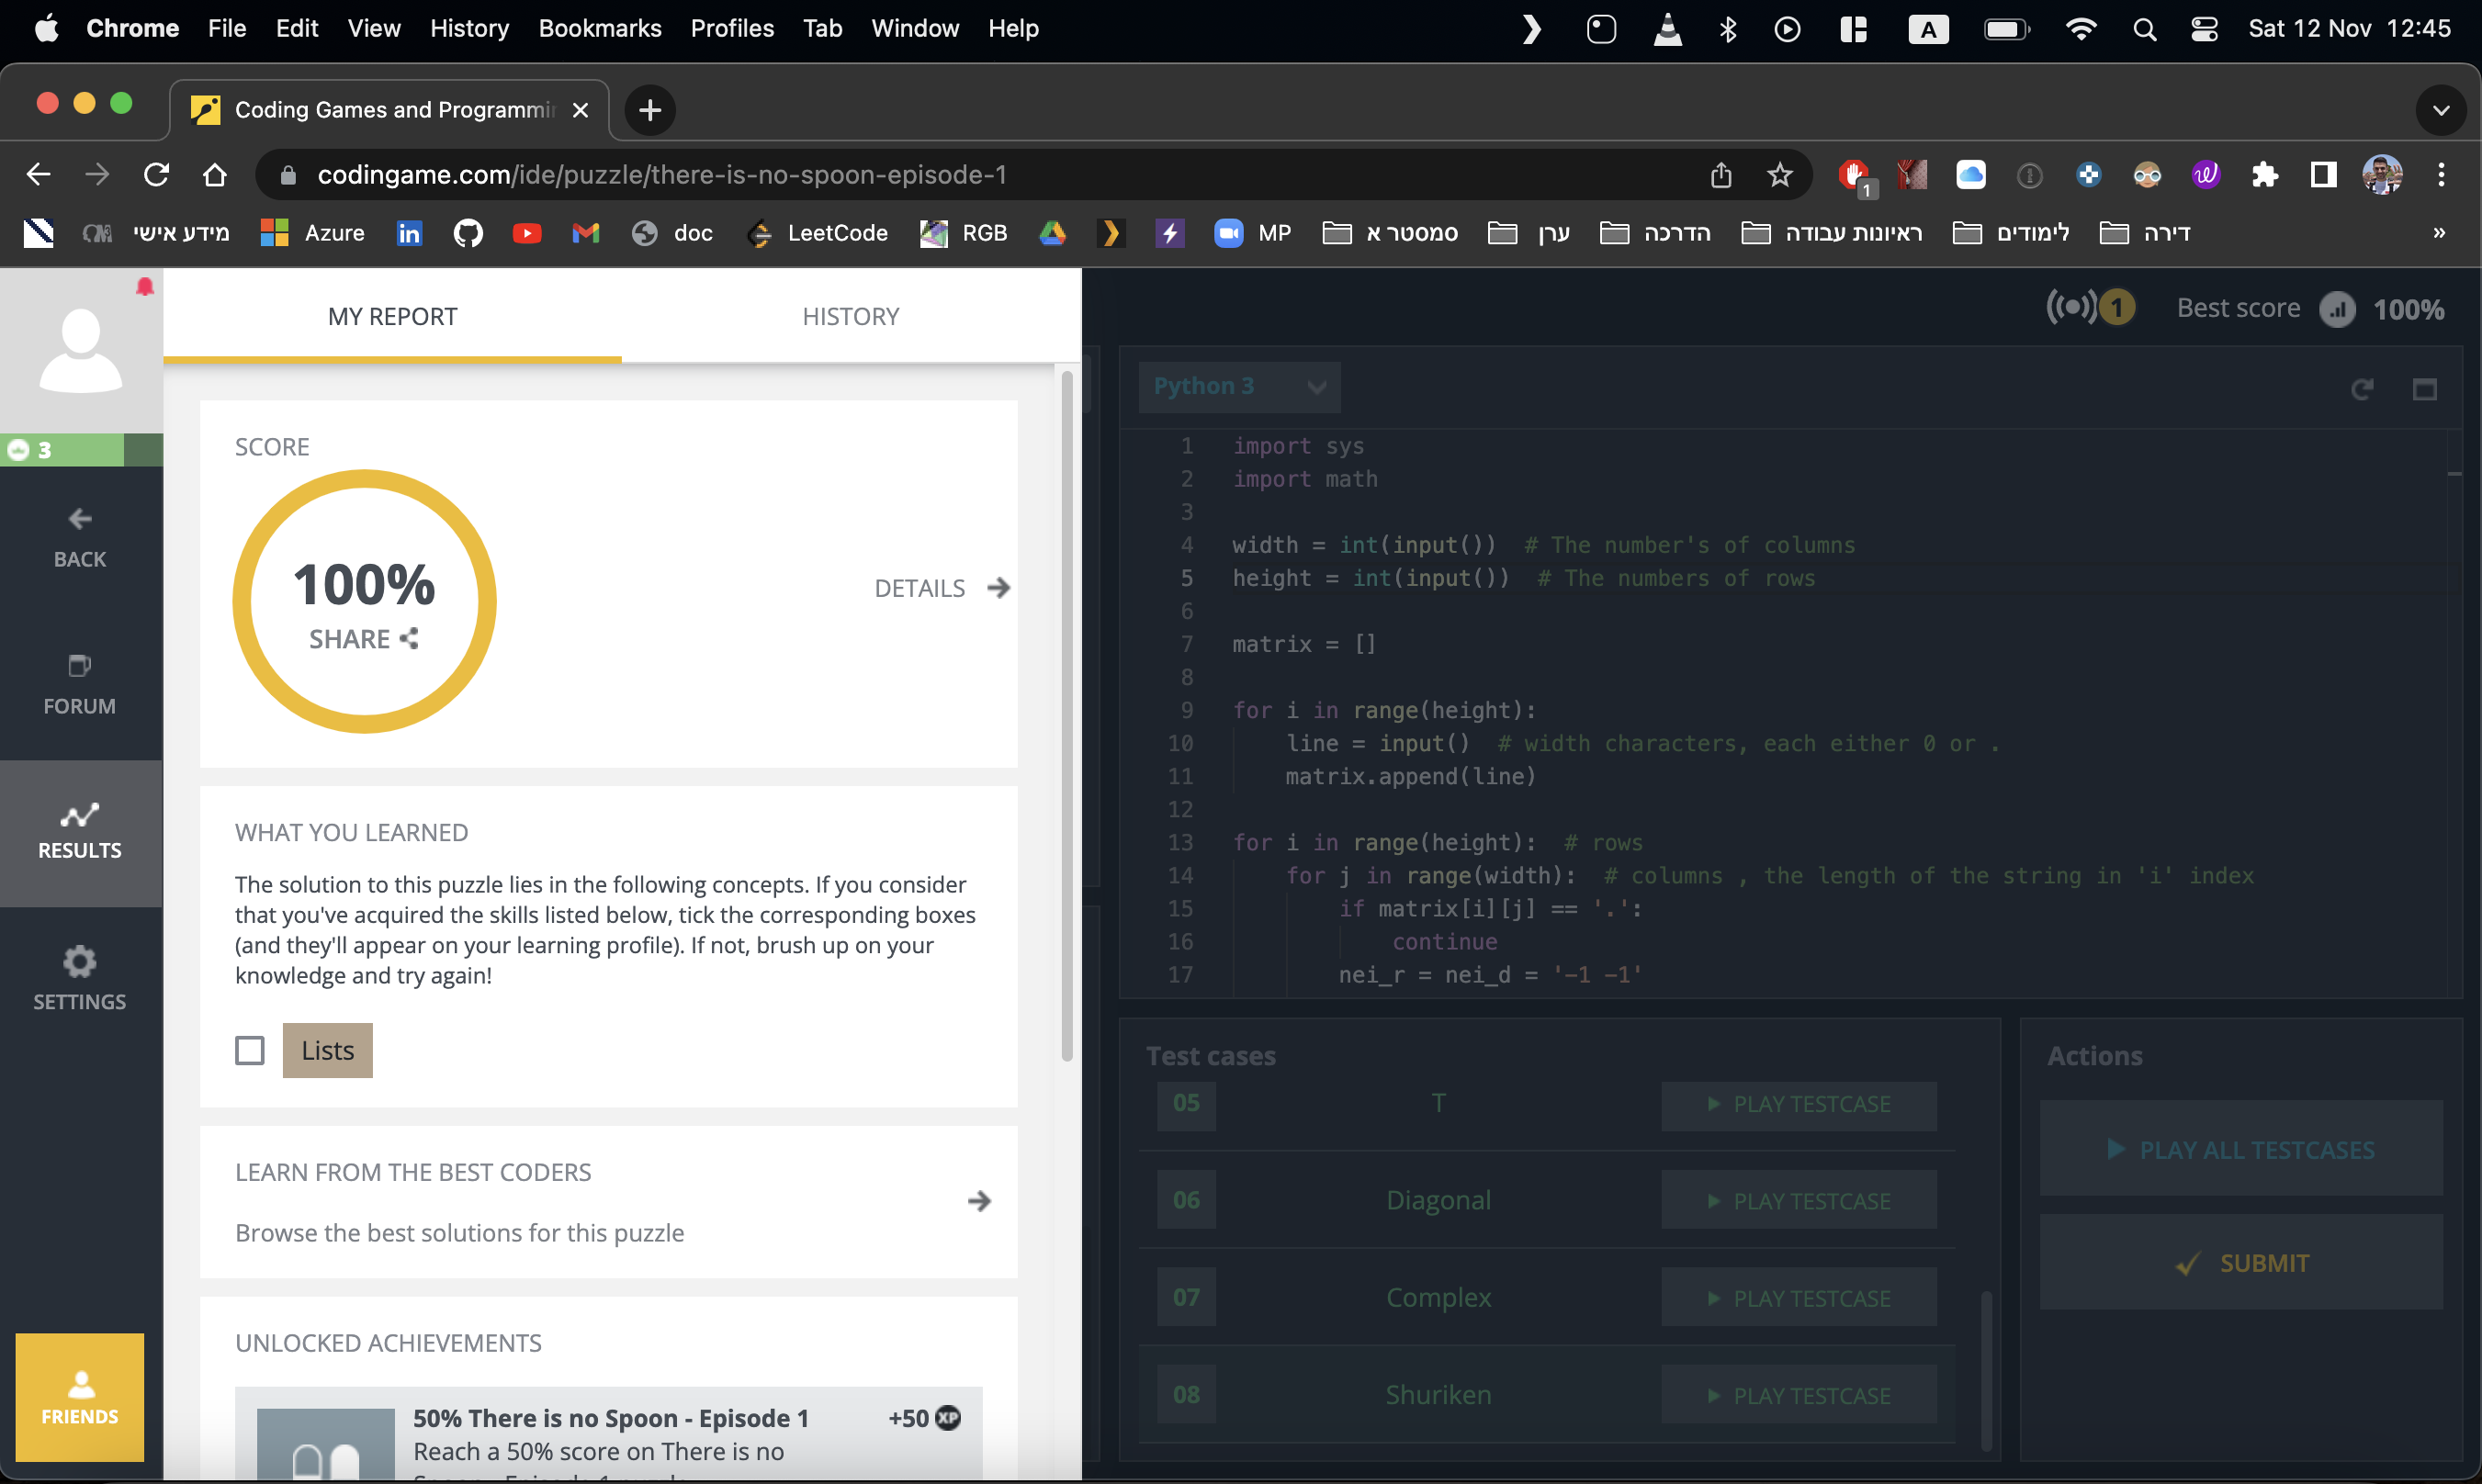 Chrome File Edit View History Bookmarks Profiles Tab Window Help
A
Sat 12 Nov 12:45
Coding Games and Programmi
codingame.com/ide/puzzle/there-is-no-spoon-episode-1
1
מידע אישי
Azure
doc
LeetCode
RGB
MP
סמסטר א
ערן
הדרכה
ראיונות עבודה
לימודים
דירה
»
3
BACK
FORUM
RESULTS
SETTINGS
FRIENDS
MY REPORT
HISTORY
SCORE
100%
SHARE
DETAILS
WHAT YOU LEARNED
The solution to this puzzle lies in the following concepts. If you consider
that you've acquired the skills listed below, tick the corresponding boxes
(and they'll appear on your learning profile). If not, brush up on your
knowledge and try again!
Lists
LEARN FROM THE BEST CODERS
Browse the best solutions for this puzzle
UNLOCKED ACHIEVEMENTS
50% There is no Spoon - Episode 1
+50 XP
Reach a 50% score on There is no
1
Best score 100%
Python 3
1 import sys
2 import math
3
4 width = int(input())  # The number's of columns
5 height = int(input())  # The numbers of rows
6
7 matrix = []
8
9 for i in range(height):
10     line = input()  # width characters, each either 0 or .
11     matrix.append(line)
12
13 for i in range(height):  # rows
14     for j in range(width):  # columns , the length of the string in 'i' index
15         if matrix[i][j] == '.':
16             continue
17         nei_r = nei_d = '-1 -1'
Test cases
05 T PLAY TESTCASE
06 Diagonal PLAY TESTCASE
07 Complex PLAY TESTCASE
08 Shuriken PLAY TESTCASE
Actions
PLAY ALL TESTCASES
SUBMIT